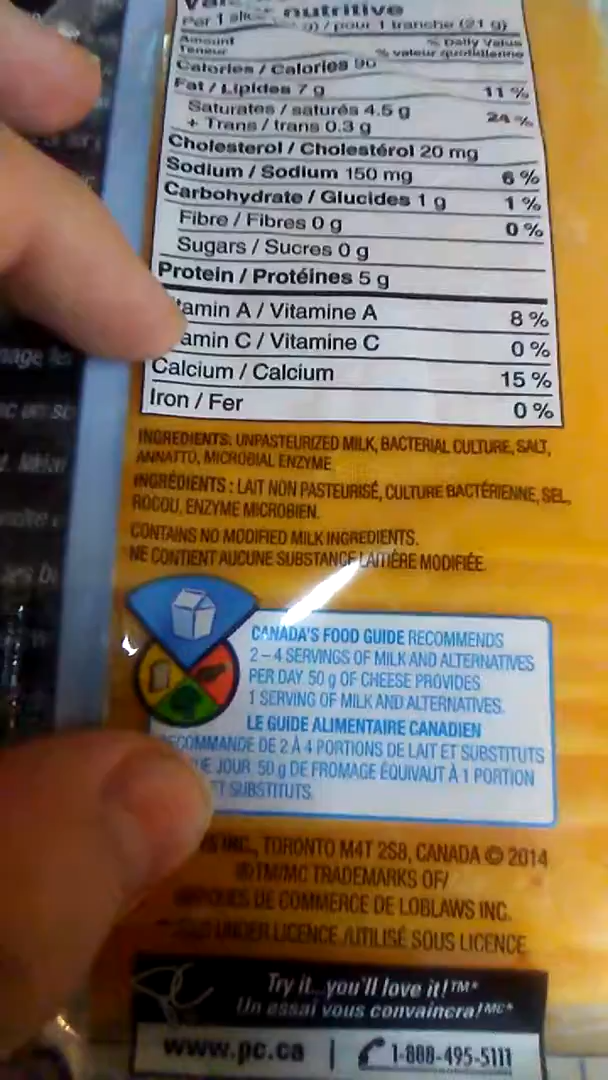 nutritive
Per 1 slice / pour 1 tranche (21 g)
Amount
Teneur
% Daily Value
% valeur quotidienne
Calories / Calories 90
Fat / Lipides 7 g 11 %
Saturates / saturés 4.5 g
+ Trans / trans 0.3 g 24 %
Cholesterol / Cholestérol 20 mg
Sodium / Sodium 150 mg 6 %
Carbohydrate / Glucides 1 g 1 %
Fibre / Fibres 0 g 0 %
Sugars / Sucres 0 g
Protein / Protéines 5 g
tamin A / Vitamine A 8 %
amin C / Vitamine C 0 %
Calcium / Calcium 15 %
Iron / Fer 0 %
INGREDIENTS: UNPASTEURIZED MILK, BACTERIAL CULTURE, SALT,
ANNATTO, MICROBIAL ENZYME.
INGRÉDIENTS : LAIT NON PASTEURISÉ, CULTURE BACTÉRIENNE, SEL,
ROCOU, ENZYME MICROBIEN.
CONTAINS NO MODIFIED MILK INGREDIENTS.
NE CONTIENT AUCUNE SUBSTANCE LAITIÈRE MODIFIÉE.
CANADA'S FOOD GUIDE RECOMMENDS
2 – 4 SERVINGS OF MILK AND ALTERNATIVES
PER DAY. 50 g OF CHEESE PROVIDES
1 SERVING OF MILK AND ALTERNATIVES.
LE GUIDE ALIMENTAIRE CANADIEN
RECOMMANDE DE 2 À 4 PORTIONS DE LAIT ET SUBSTITUTS
JOUR. 50 g DE FROMAGE ÉQUIVAUT À 1 PORTION
ET SUBSTITUTS.
INC., TORONTO M4T 2S8, CANADA © 2014
TM/MC TRADEMARKS OF/
DE COMMERCE DE LOBLAWS INC.
UNDER LICENCE./UTILISÉ SOUS LICENCE.
Try it...you'll love it!TM*
Un essai vous convaincra!MC*
www.pc.ca | 1-888-495-5111